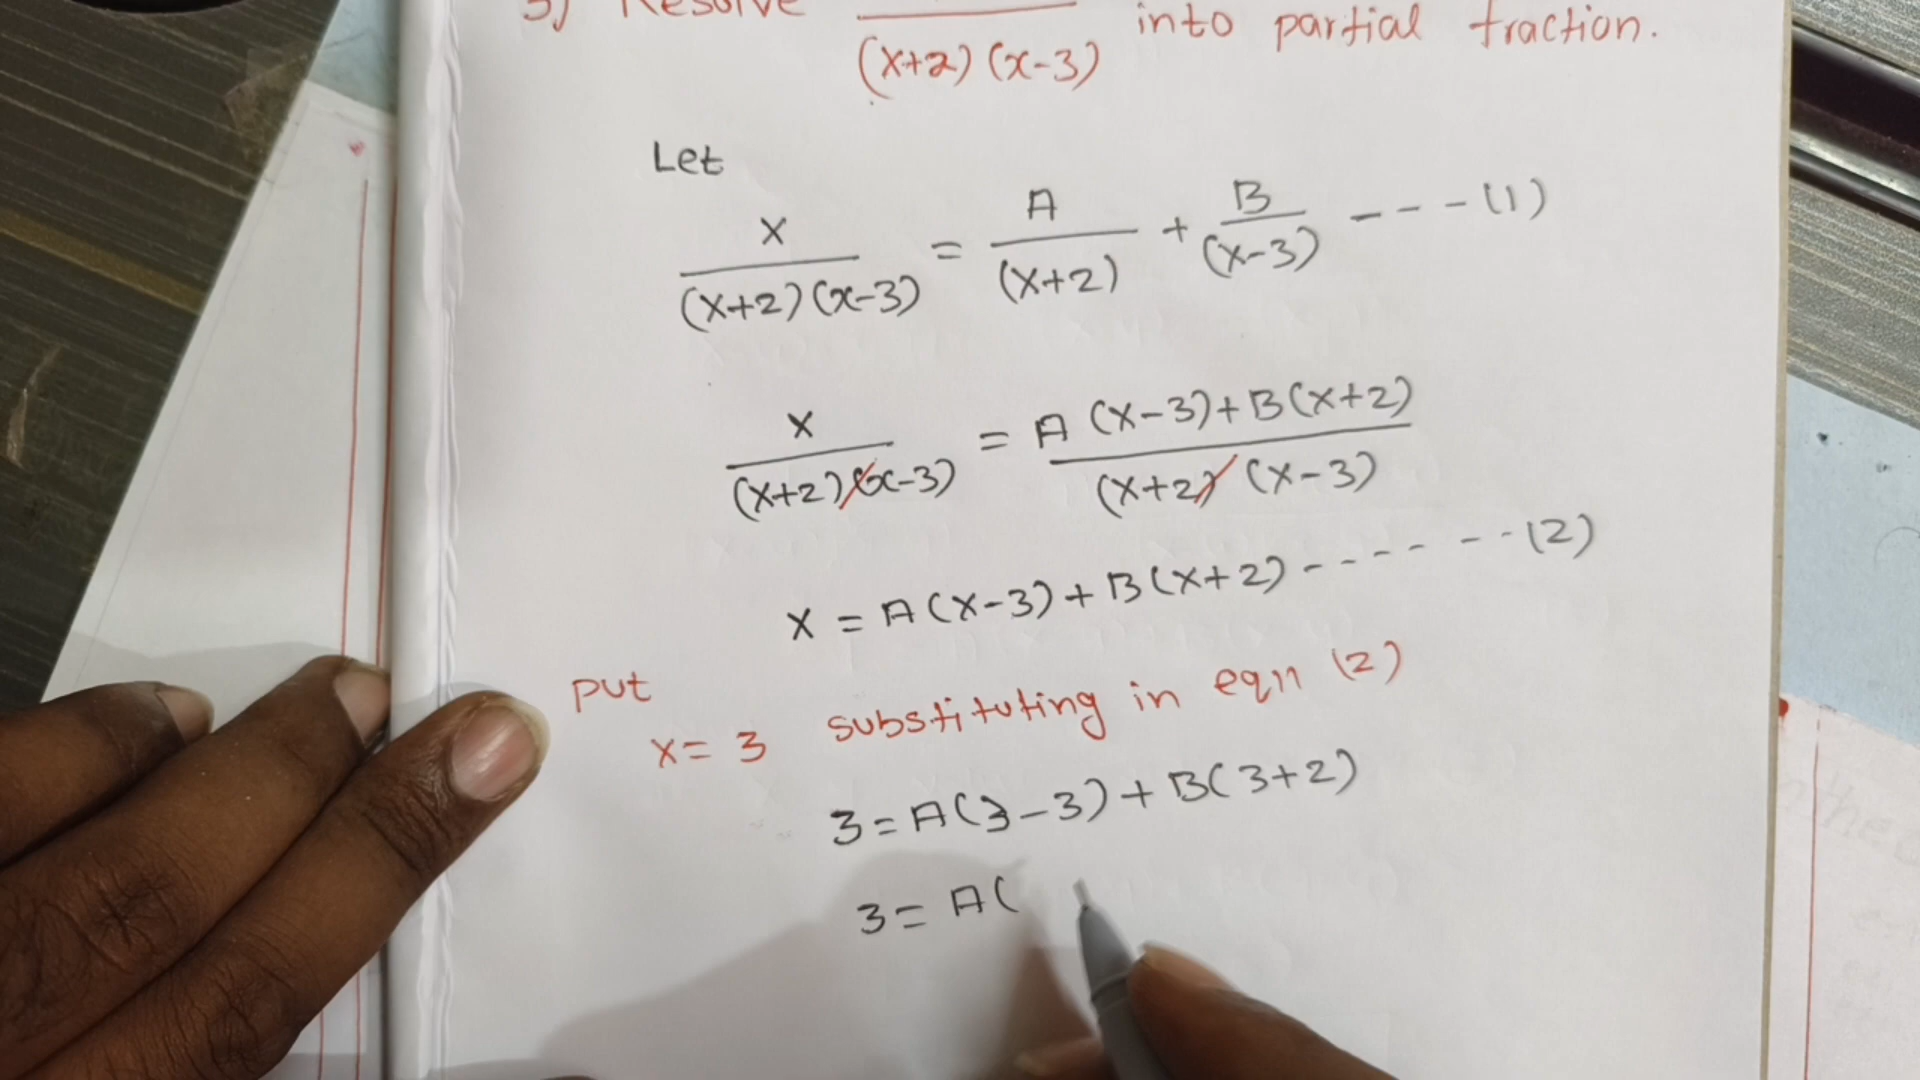 3) Resolve
(x+2)(x-3) into partial fraction.
Let
x/(x+2)(x-3) = A/(x+2) + B/(x-3) ----(1)
x/(x+2)(x-3) = A(x-3)+B(x+2)/(x+2)(x-3)
x = A(x-3)+B(x+2)-------(2)
put
x= 3 substituting in eqn (2)
3=A(3-3)+B(3+2)
3= A(